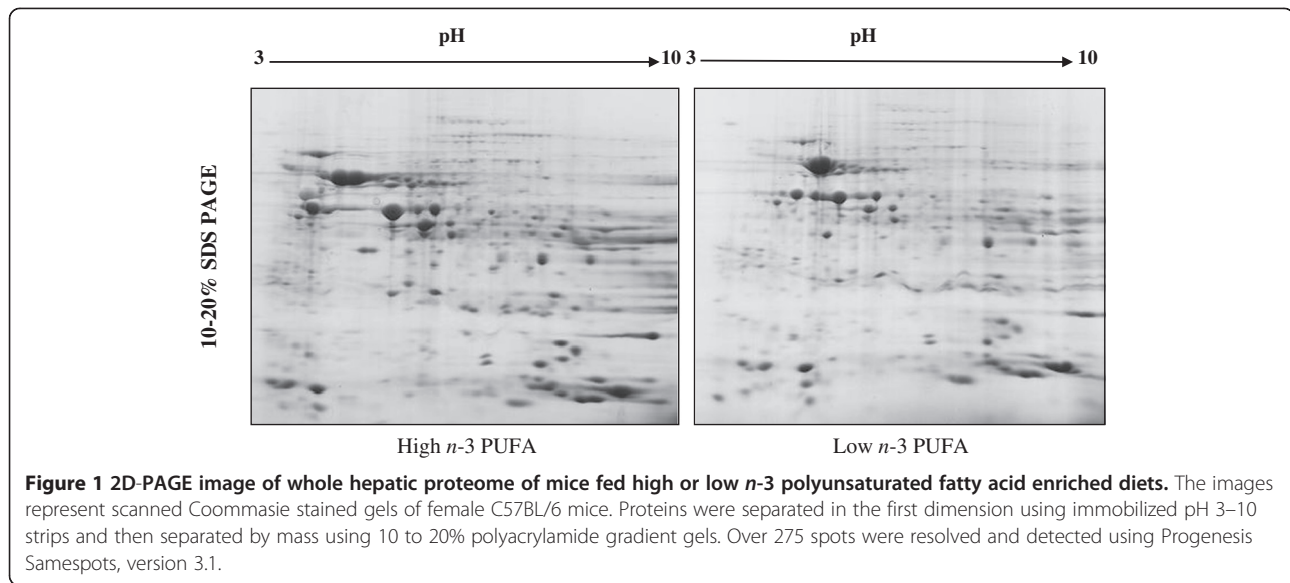 pH pH
3 10 3 10
10-20% SDS PAGE
High n-3 PUFA Low n-3 PUFA
Figure 1 2D-PAGE image of whole hepatic proteome of mice fed high or low n-3 polyunsaturated fatty acid enriched diets. The images
represent scanned Coommasie stained gels of female C57BL/6 mice. Proteins were separated in the first dimension using immobilized pH 3–10
strips and then separated by mass using 10 to 20% polyacrylamide gradient gels. Over 275 spots were resolved and detected using Progenesis
Samespots, version 3.1.